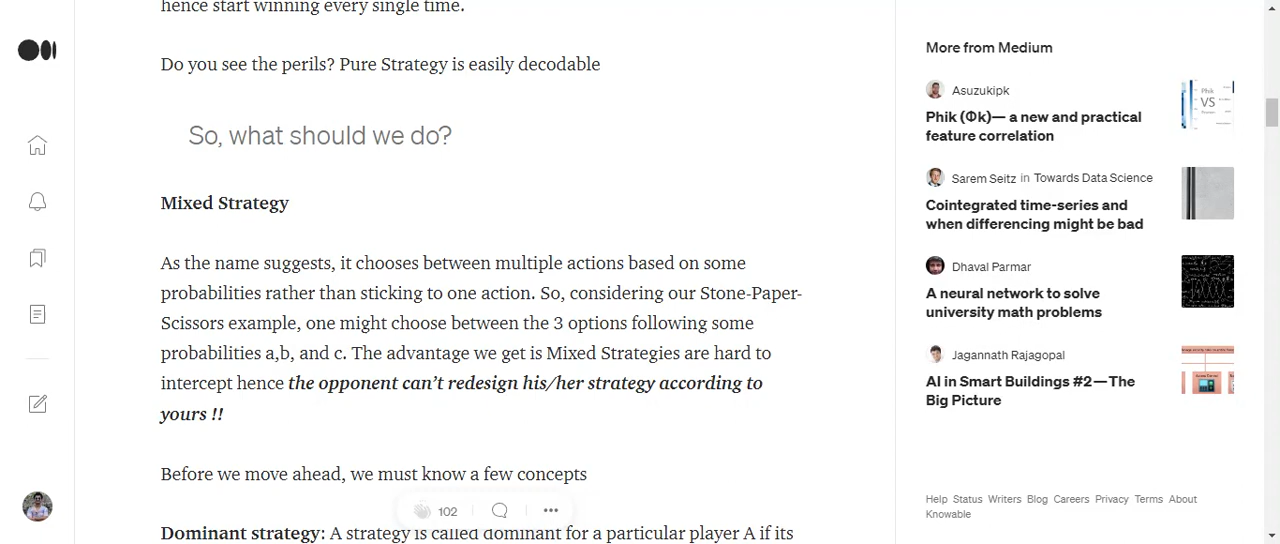 hence start winning every single time.
Do you see the perils? Pure Strategy is easily decodable
So, what should we do?
Mixed Strategy
As the name suggests, it chooses between multiple actions based on some
probabilities rather than sticking to one action. So, considering our Stone-Paper-
Scissors example, one might choose between the 3 options following some
probabilities a,b, and c. The advantage we get is Mixed Strategies are hard to
intercept hence the opponent can’t redesign his/her strategy according to
yours !!
Before we move ahead, we must know a few concepts
102
Dominant strategy: A strategy is called dominant for a particular player A if its
More from Medium
Asuzukipk
Phik (Φk)— a new and practical
feature correlation
Phik
VS
Sarem Seitz in Towards Data Science
Cointegrated time-series and
when differencing might be bad
Dhaval Parmar
A neural network to solve
university math problems
Jagannath Rajagopal
AI in Smart Buildings #2—The
Big Picture
Help Status Writers Blog Careers Privacy Terms About
Knowable